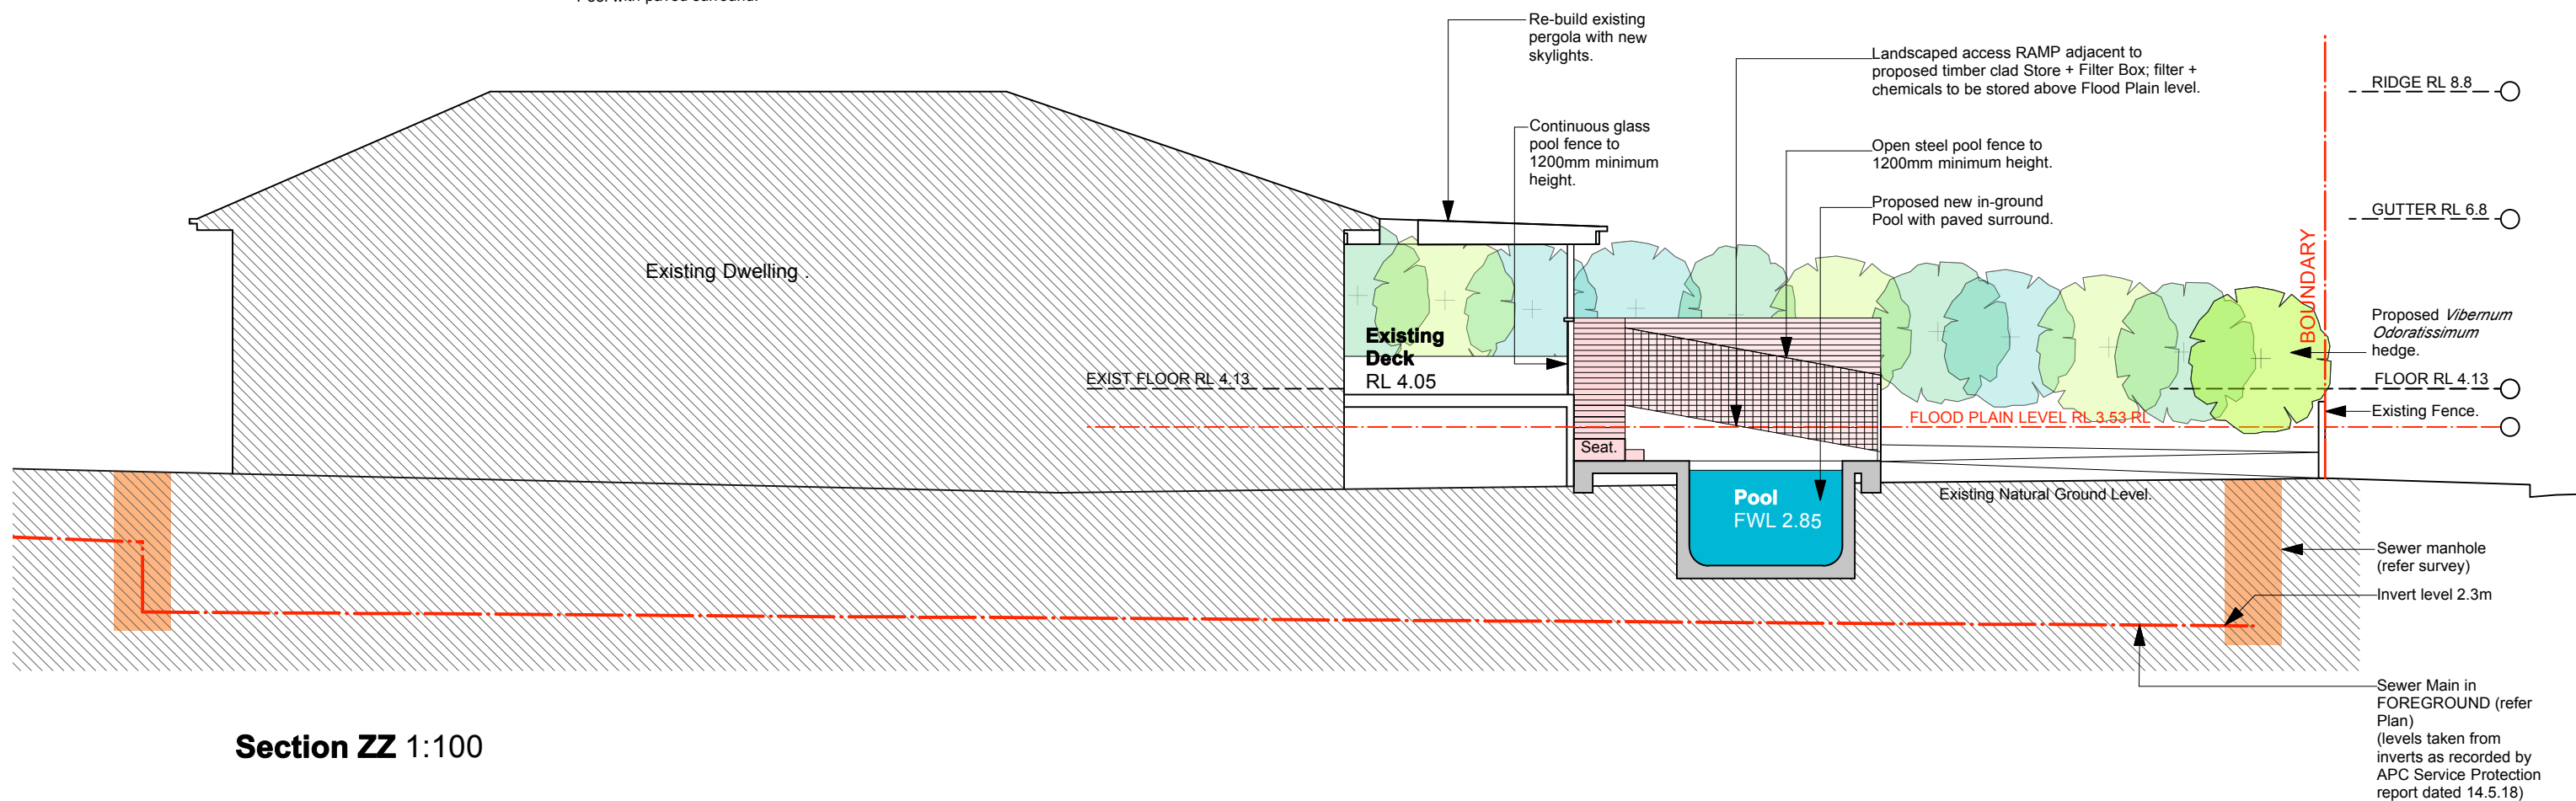 Pool with paved surround.
Re-build existing
pergola with new
skylights.
Landscaped access RAMP adjacent to
proposed timber clad Store + Filter Box; filter +
chemicals to be stored above Flood Plain level.
RIDGE RL 8.8
Continuous glass
pool fence to
1200mm minimum
height.
Open steel pool fence to
1200mm minimum height.
Proposed new in-ground
Pool with paved surround.
GUTTER RL 6.8
BOUNDARY
Existing Dwelling .
Proposed Vibernum
Odoratissimum
hedge.
Existing
Deck
RL 4.05
EXIST FLOOR RL 4.13
FLOOR RL 4.13
FLOOD PLAIN LEVEL RL 3.53 RL
Existing Fence.
Seat.
Existing Natural Ground Level.
Pool
FWL 2.85
Sewer manhole
(refer survey)
Invert level 2.3m
Sewer Main in
FOREGROUND (refer
Plan)
(levels taken from
inverts as recorded by
APC Service Protection
report dated 14.5.18)
Section ZZ 1:100